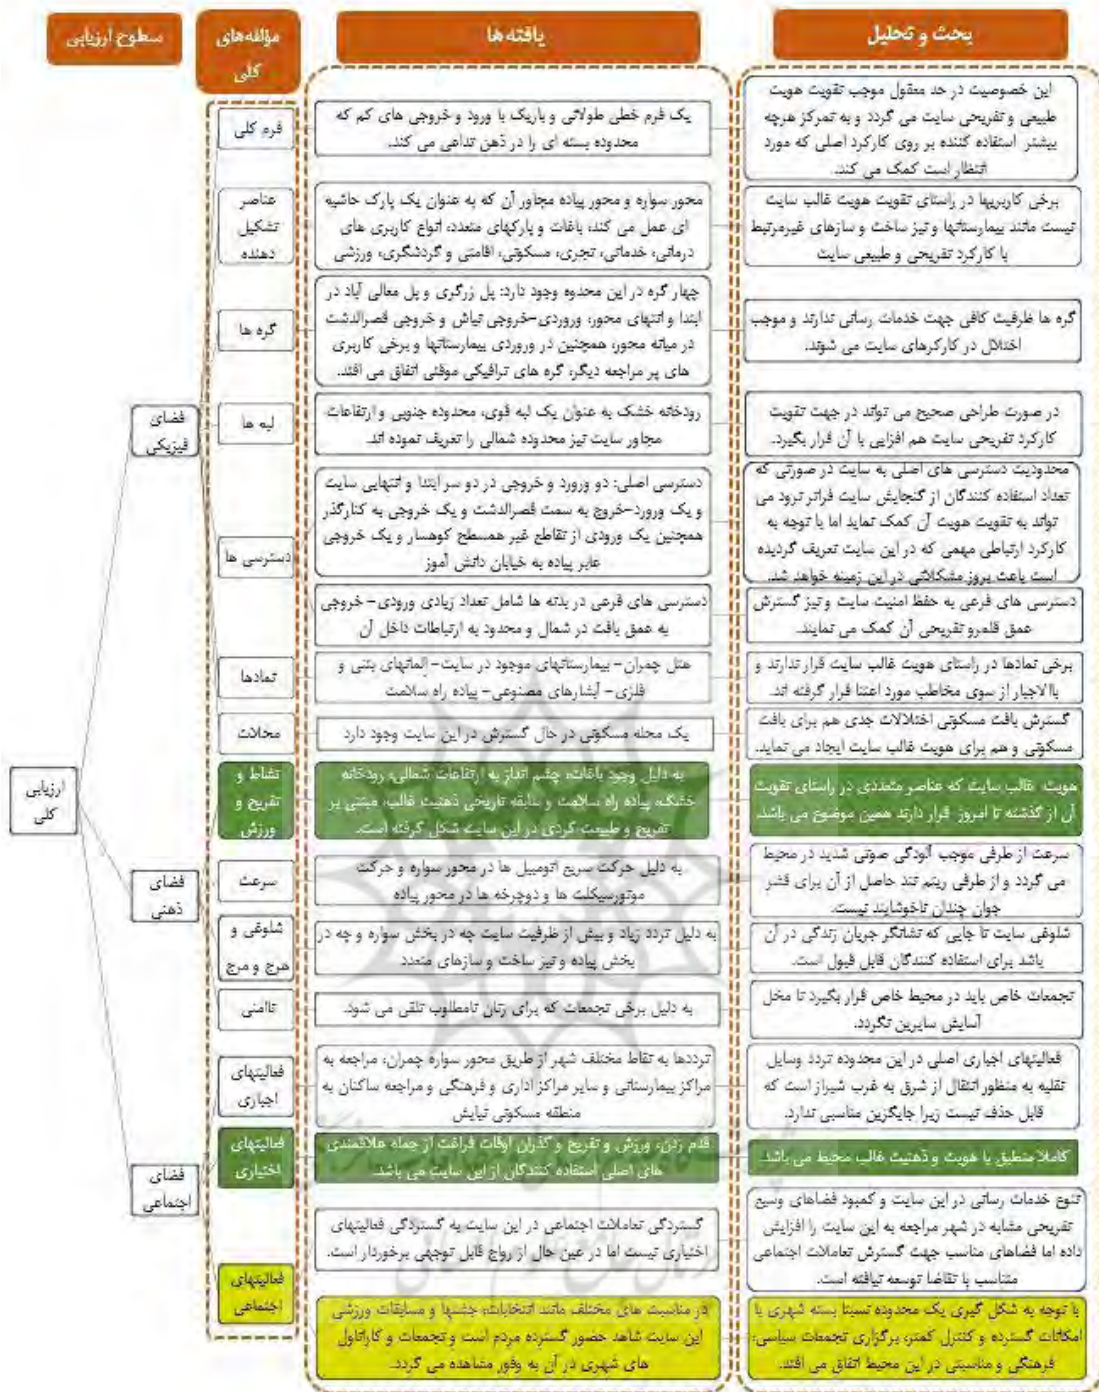 سطوح ارزیابی
مؤلفه‌های
کلی
یافته‌ها
بحث و تحلیل
ارزیابی
کلی
فضای
فیزیکی
فرم کلی
یک فرم خطی طولانی و باریک با ورود و خروجی های کم که
محدوده بسته ای را در ذهن تداعی می کند.
این خصوصیت در حد معقول موجب تقویت هویت
طبیعی و تفریحی سایت می گردد و به تمرکز هرچه
بیشتر استفاده کننده بر روی کارکرد اصلی که مورد
انتظار است کمک می کند.
عناصر
تشکیل
دهنده
محور سواره و محور پیاده مجاور آن که به عنوان یک پارک حاشیه
ای عمل می کند، باغات و پارکهای متعدد، انواع کاربری های
درمانی، خدماتی، تجری، مسکونی، اقامتی و گردشگری، ورزشی
برخی کاربریها در راستای تقویت هویت غالب سایت
نیست مانند بیمارستانها و نیز ساخت و سازهای غیرمرتبط
با کارکرد تفریحی و طبیعی سایت
گره ها
چهار گره در این محدوه وجود دارد: پل زرگری و پل معالی آباد در
ابتدا و انتهای محور، وروردی-خروجی نیاش و خروجی قصرالدشت
در میانه محور، همچنین در وروردی بیمارستانها و برخی کاربری
های پر مراجعه دیگر، گره های ترافیکی موقتی اتفاق می افتد.
گره ها ظرفیت کافی جهت خدمات رسانی ندارند و موجب
اختلال در کارکرهای سایت می شوند.
لبه ها
رودخانه خشک به عنوان یک لبه قوی، محدوده جنوبی و ارتفاعات
مجاور سایت نیز محدوده شمالی را تعریف نموده اند.
در صورت طراحی صحیح می تواند در جهت تقویت
کارکرد تفریحی سایت هم افزایی با آن قرار بگیرد.
دسترسی ها
دسترسی اصلی: دو ورورد و خروجی در دو سر ابتدا و انتهایی سایت
و یک ورورد-خروج به سمت قصرالدشت و یک خروجی به کنارگذر
همچنین یک ورودی از تقاطع غیر همسطح کوهسار و یک خروجی
عابر پیاده به خیابان دانش آموز
محدودیت دسترسی های اصلی به سایت در صورتی که
تعداد استفاده کنندگان از گنجایش سایت فراتر نرود می
تواند به تقویت هویت آن کمک نماید اما با توجه به
کارکرد ارتباطی مهمی که در این سایت تعریف گردیده
است باعث بروز مشکلاتی در این زمینه خواهد شد.
دسترسی های فرعی در بدنه ها شامل تعداد زیادی ورودی- خروجی
به عمق بافت در شمال و محدود به ارتباطات داخل آن
دسترسی های فرعی به حفظ امنیت سایت و نیز گسترش
عمق قلمرو تفریحی آن کمک می نمایند.
نمادها
هتل چمران- بیمارستانهای موجود در سایت- المانهای بتنی و
فلزی- آبشارهای مصنوعی- پیاده راه سلامت
برخی نمادها در راستای هویت غالب سایت قرار ندارند و
باالاجبار از سوی مخاطب مورد اعتنا قرار گرفته اند.
محلات
یک محله مسکونی در حال گسترش در این سایت وجود دارد
گسترش بافت مسکونی اختلالات جدی هم برای بافت
مسکونی و هم برای هویت غالب سایت ایجاد می نماید.
فضای
ذهنی
نشاط و
تفریح و
ورزش
به دلیل وجود باغات، چشم انداز به ارتفاعات شمالی، رودخانه
خشک، پیاده راه سلامت و سابقه تاریخی ذهنیت غالب، مبتنی بر
تفریح و طبیعت گردی در این سایت شکل گرفته است.
هویت غالب سایت که عناصر متعددی در راستای تقویت
آن از گذشته تا امروز قرار دارند همین موضوع می باشد.
سرعت
به دلیل حرکت سریع اتومبیل ها در محور سواره و حرکت
موتورسیکلت ها و دوچرخه ها در محور پیاده
سرعت از طرفی موجب آلودگی صوتی شدید در محیط
می گردد و از طرفی ریتم تند حاصل از آن برای قشر
جوان چندان ناخوشایند نیست.
شلوغی و
هرج و مرج
به دلیل تردد زیاد و بیش از ظرفیت سایت چه در بخش سواره و چه در
بخش پیاده و نیز ساخت و سازهای متعدد
شلوغی سایت تا جایی که نشانگر جریان زندگی در آن
باشد برای استفاده کنندگان قابل قبول است.
ناامنی
به دلیل برخی تجمعات که برای زنان نامطلوب تلقی می شود.
تجمعات خاص باید در محیط خاص قرار بگیرد تا مخل
آسایش سایرین نگردد.
فضای
اجتماعی
فعالیتهای
اجباری
ترددها به نقاط مختلف شهر از طریق محور سواره چمران، مراجعه به
مراکز بیمارستانی و سایر مراکز اداری و فرهنگی و مراجعه ساکنان به
منطقه مسکونی نیایش
فعالیتهای اجباری اصلی در این محدوده تردد وسایل
نقلیه به منظور انتقال از شرق به غرب شیراز است که
قابل حذف نیست زیرا جایگزین مناسبی ندارد.
فعالیتهای
اختیاری
قدم زدن، ورزش و تفریح و گذران اوقات فراغت از جمله علاقمندی
های اصلی استفاده کنندگان از این سایت می باشد.
کاملا منطبق با هویت و ذهنیت غالب محیط می باشد.
فعالیتهای
اجتماعی
گستردگی تعاملات اجتماعی در این سایت به گستردگی فعالیتهای
اختیاری نیست اما در عین حال از رواج قابل توجهی برخوردار است.
تنوع خدمات رسانی در این سایت و کمبود فضاهای وسیع
تفریحی مشابه در شهر مراجعه به این سایت را افزایش
داده اما فضاهای مناسب جهت گسترش تعاملات اجتماعی
متناسب با تقاضا توسعه نیافته است.
در مناسبت های مختلف مانند انتخابات، جشنها و مسابقات ورزشی
این سایت شاهد حضور گسترده مردم است و تجمعات و کاراناول
های شهری در آن به وفور مشاهده می گردد.
با توجه به شکل گیری یک محدوده نسبتا بسته شهری با
امکانات گسترده و کنترل کمتر، برگزاری تجمعات سیاسی،
فرهنگی و مناسبتی در این محیط اتفاق می افتد.